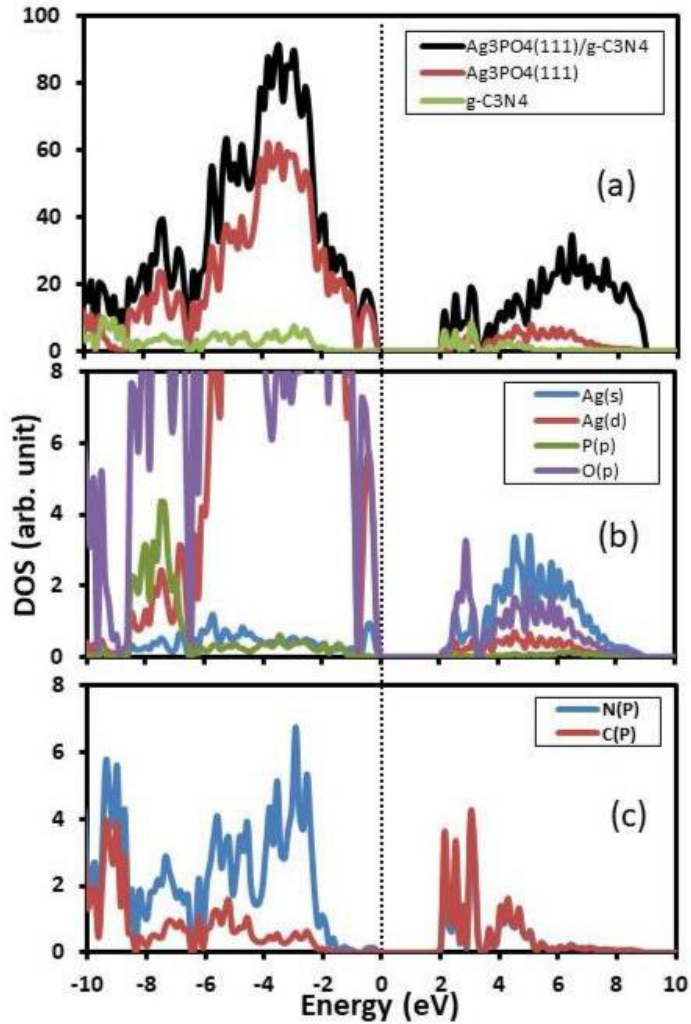 100
80
60
40
20
0
Ag3PO4(111)/g-C3N4
Ag3PO4(111)
g-C3N4
(a)
DOS (arb. unit)
8
6
4
2
0
Ag(s)
Ag(d)
P(p)
O(p)
(b)
8
6
4
2
0
N(P)
C(P)
(c)
-10 -8 -6 -4 -2 0 2 4 6 8 10
Energy (eV)